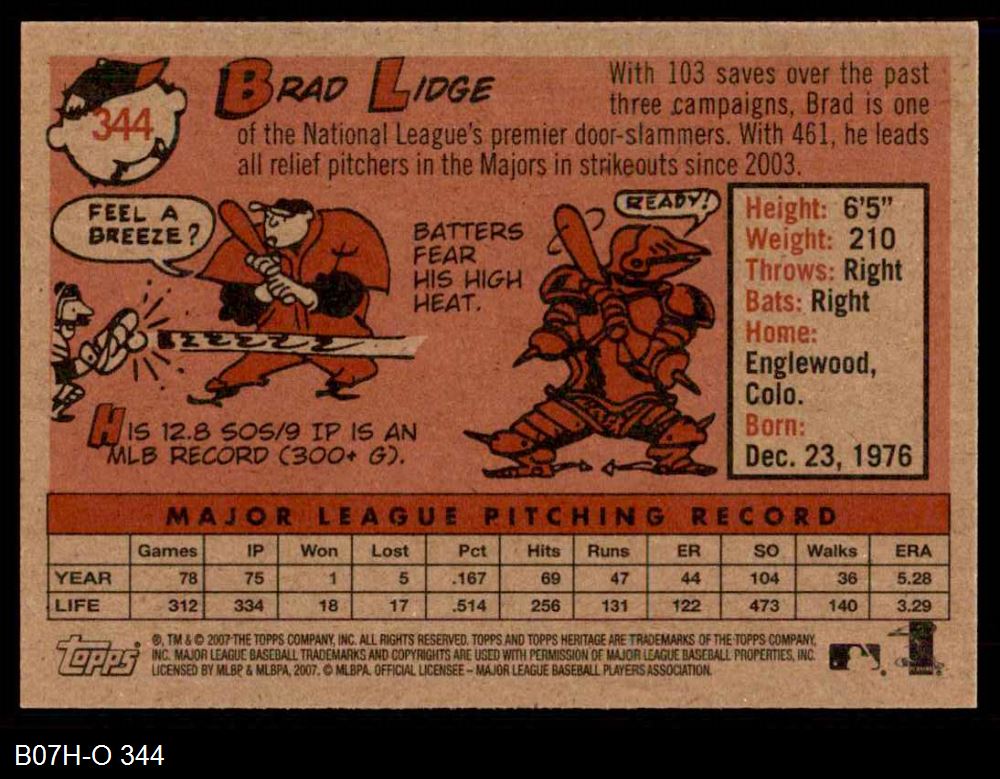 344
BRAD LIDGE
With 103 saves over the past
three campaigns, Brad is one
of the National League's premier door-slammers. With 461, he leads
all relief pitchers in the Majors in strikeouts since 2003.
FEEL A
BREEZE?
BATTERS
FEAR
HIS HIGH
HEAT.
READY!
HIS 12.8 SOS/9 IP IS AN
MLB RECORD (300+ G).
Height: 6'5"
Weight: 210
Throws: Right
Bats: Right
Home:
Englewood,
Colo.
Born:
Dec. 23, 1976
MAJOR LEAGUE PITCHING RECORD
Games IP Won Lost Pct Hits Runs ER SO Walks ERA
YEAR 78 75 1 5 .167 69 47 44 104 36 5.28
LIFE 312 334 18 17 .514 256 131 122 473 140 3.29
TOPPS
®, TM & © 2007 THE TOPPS COMPANY, INC. ALL RIGHTS RESERVED. TOPPS AND TOPPS HERITAGE ARE TRADEMARKS OF THE TOPPS COMPANY,
INC. MAJOR LEAGUE BASEBALL TRADEMARKS AND COPYRIGHTS ARE USED WITH PERMISSION OF MAJOR LEAGUE BASEBALL PROPERTIES, INC.
LICENSED BY MLBP & MLBPA, 2007. © MLBPA. OFFICIAL LICENSEE – MAJOR LEAGUE BASEBALL PLAYERS ASSOCIATION.
B07H-O 344